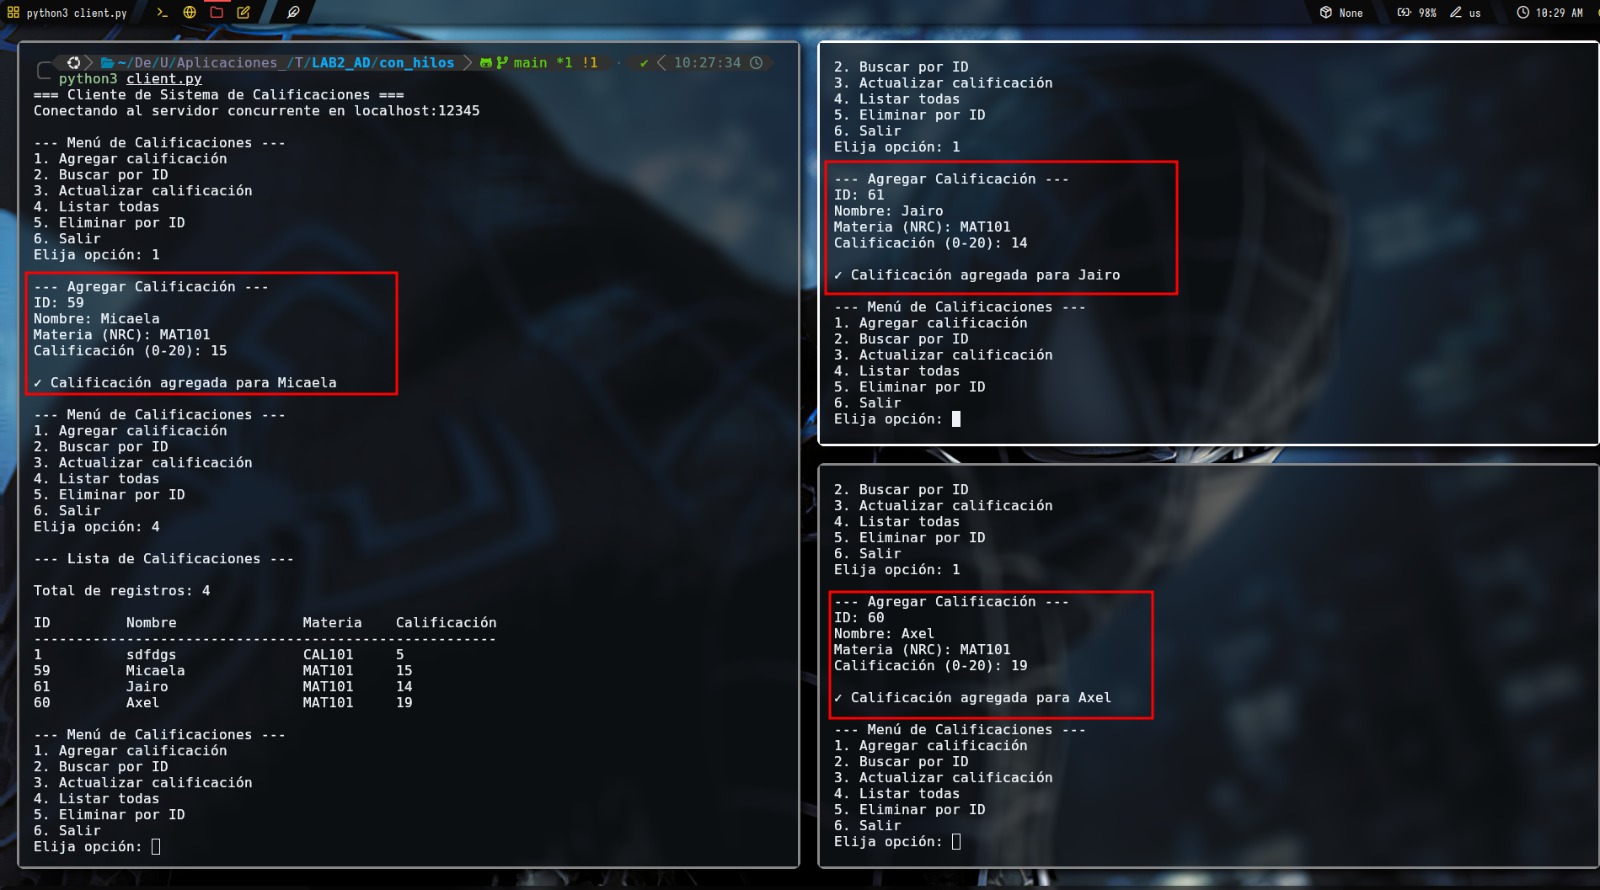 python3 client.py
None
98%
us
10:29 AM
~/De/U/Aplicaciones_/T/LAB2_AD/con_hilos
main *1 !1
✔
10:27:34
python3 client.py
=== Cliente de Sistema de Calificaciones ===
Conectando al servidor concurrente en localhost:12345
--- Menú de Calificaciones ---
1. Agregar calificación
2. Buscar por ID
3. Actualizar calificación
4. Listar todas
5. Eliminar por ID
6. Salir
Elija opción: 1
--- Agregar Calificación ---
ID: 59
Nombre: Micaela
Materia (NRC): MAT101
Calificación (0-20): 15
✓ Calificación agregada para Micaela
--- Menú de Calificaciones ---
1. Agregar calificación
2. Buscar por ID
3. Actualizar calificación
4. Listar todas
5. Eliminar por ID
6. Salir
Elija opción: 4
--- Lista de Calificaciones ---
Total de registros: 4
ID Nombre Materia Calificación
-------------------------------------------------------
1 sdfdgs CAL101 5
59 Micaela MAT101 15
61 Jairo MAT101 14
60 Axel MAT101 19
--- Menú de Calificaciones ---
1. Agregar calificación
2. Buscar por ID
3. Actualizar calificación
4. Listar todas
5. Eliminar por ID
6. Salir
Elija opción:
2. Buscar por ID
3. Actualizar calificación
4. Listar todas
5. Eliminar por ID
6. Salir
Elija opción: 1
--- Agregar Calificación ---
ID: 61
Nombre: Jairo
Materia (NRC): MAT101
Calificación (0-20): 14
✓ Calificación agregada para Jairo
--- Menú de Calificaciones ---
1. Agregar calificación
2. Buscar por ID
3. Actualizar calificación
4. Listar todas
5. Eliminar por ID
6. Salir
Elija opción:
2. Buscar por ID
3. Actualizar calificación
4. Listar todas
5. Eliminar por ID
6. Salir
Elija opción: 1
--- Agregar Calificación ---
ID: 60
Nombre: Axel
Materia (NRC): MAT101
Calificación (0-20): 19
✓ Calificación agregada para Axel
--- Menú de Calificaciones ---
1. Agregar calificación
2. Buscar por ID
3. Actualizar calificación
4. Listar todas
5. Eliminar por ID
6. Salir
Elija opción: